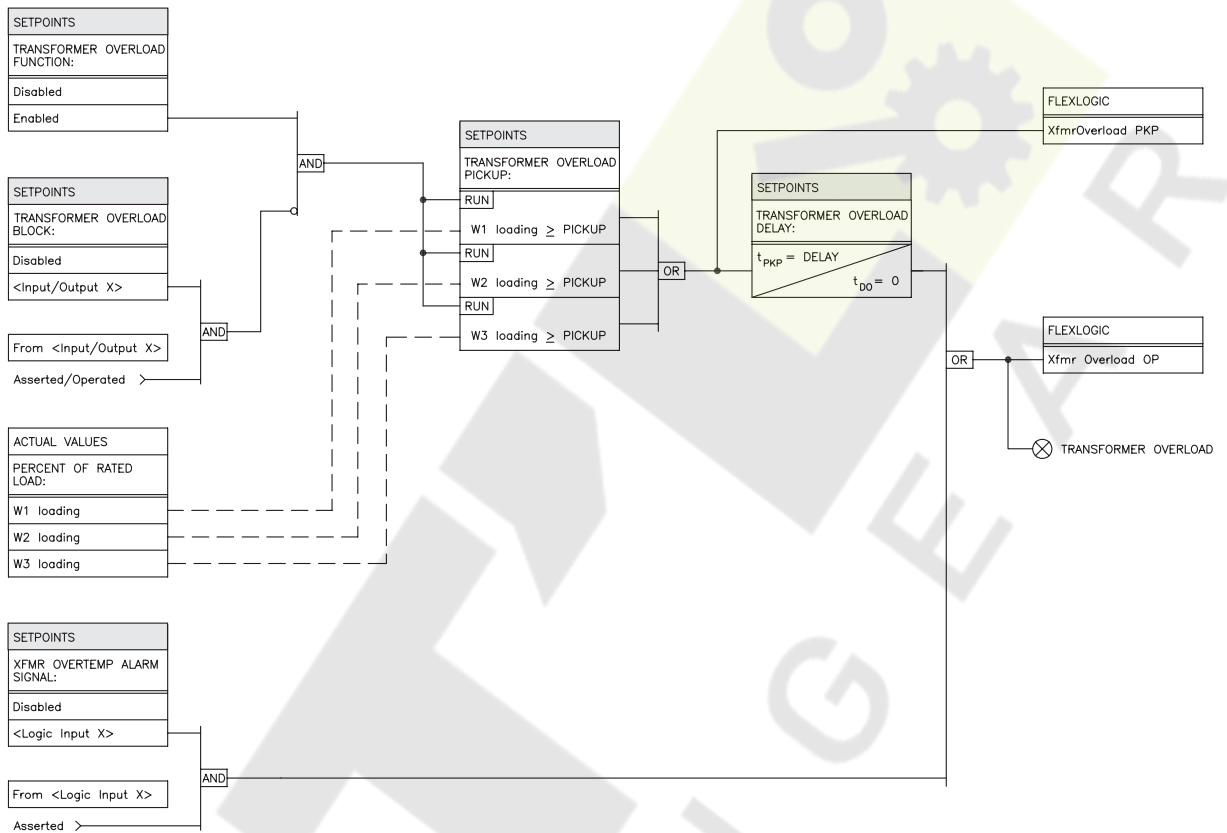 SETPOINTS
TRANSFORMER OVERLOAD
FUNCTION:
Disabled
Enabled
SETPOINTS
TRANSFORMER OVERLOAD
BLOCK:
Disabled
<Input/Output X>
From <Input/Output X>
Asserted/Operated
ACTUAL VALUES
PERCENT OF RATED
LOAD:
W1 loading
W2 loading
W3 loading
SETPOINTS
XFMR OVERTEMP ALARM
SIGNAL:
Disabled
<Logic Input X>
From <Logic Input X>
Asserted
AND
AND
AND
SETPOINTS
TRANSFORMER OVERLOAD
PICKUP:
RUN
W1 loading ≥ PICKUP
RUN
W2 loading ≥ PICKUP
RUN
W3 loading ≥ PICKUP
OR
SETPOINTS
TRANSFORMER OVERLOAD
DELAY:
tPKP = DELAY
tDO = 0
OR
FLEXLOGIC
XfmrOverload PKP
FLEXLOGIC
Xfmr Overload OP
TRANSFORMER OVERLOAD
N G E A R